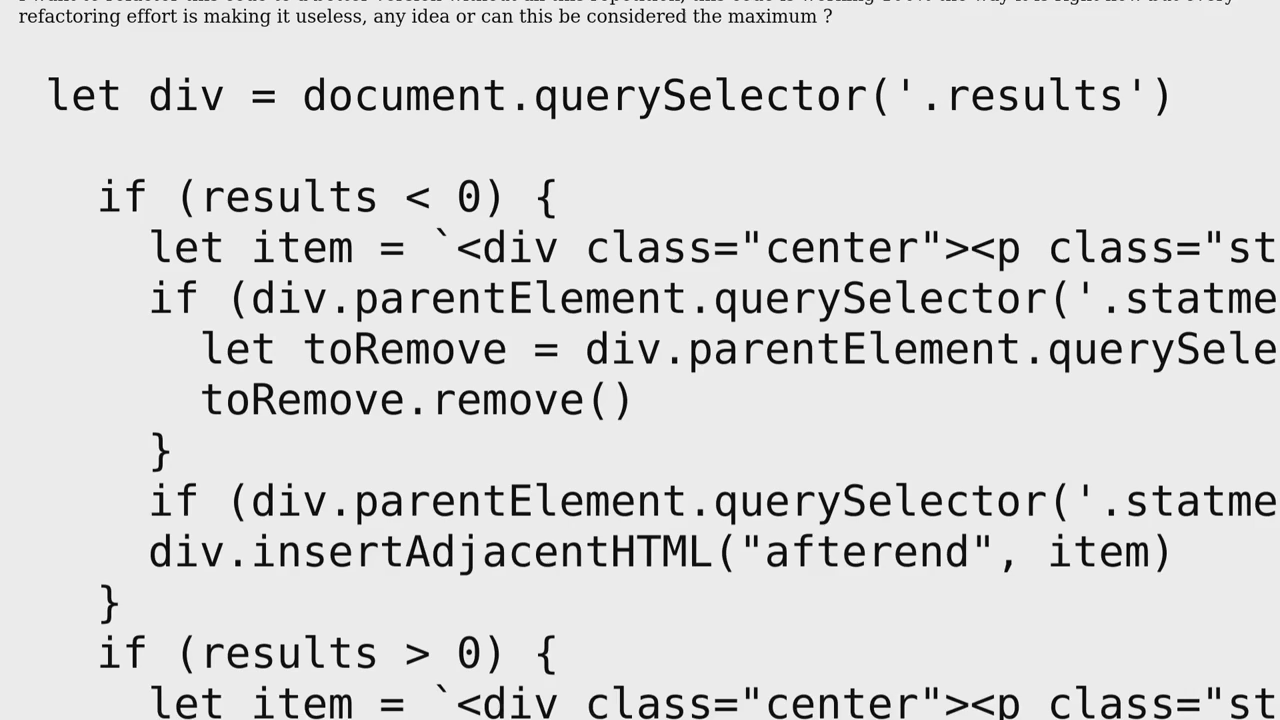 refactoring effort is making it useless, any idea or can this be considered the maximum ?
let div = document.querySelector('.results')
if (results < 0) {
let item = `<div class="center"><p class="st
if (div.parentElement.querySelector('.statme
let toRemove = div.parentElement.querySele
toRemove.remove()
}
if (div.parentElement.querySelector('.statme
div.insertAdjacentHTML("afterend", item)
}
if (results > 0) {
let item = `<div class="center"><p class="st